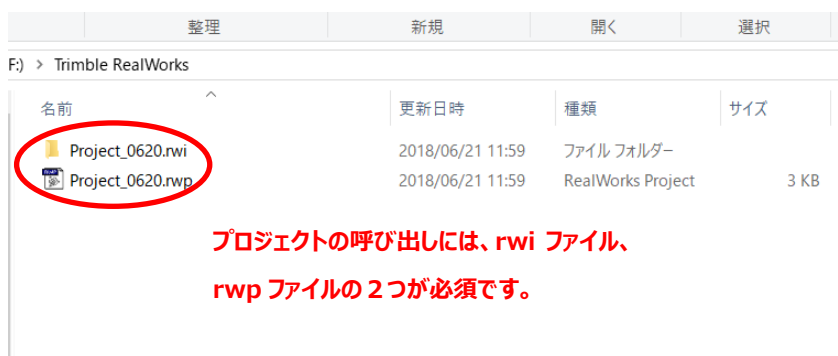 整理 新規 開く 選択
F:) > Trimble RealWorks
名前 更新日時 種類 サイズ
Project_0620.rwi 2018/06/21 11:59 ファイル フォルダー
Project_0620.rwp 2018/06/21 11:59 RealWorks Project 3 KB
プロジェクトの呼び出しには、rwi ファイル、
rwp ファイルの２つが必須です。